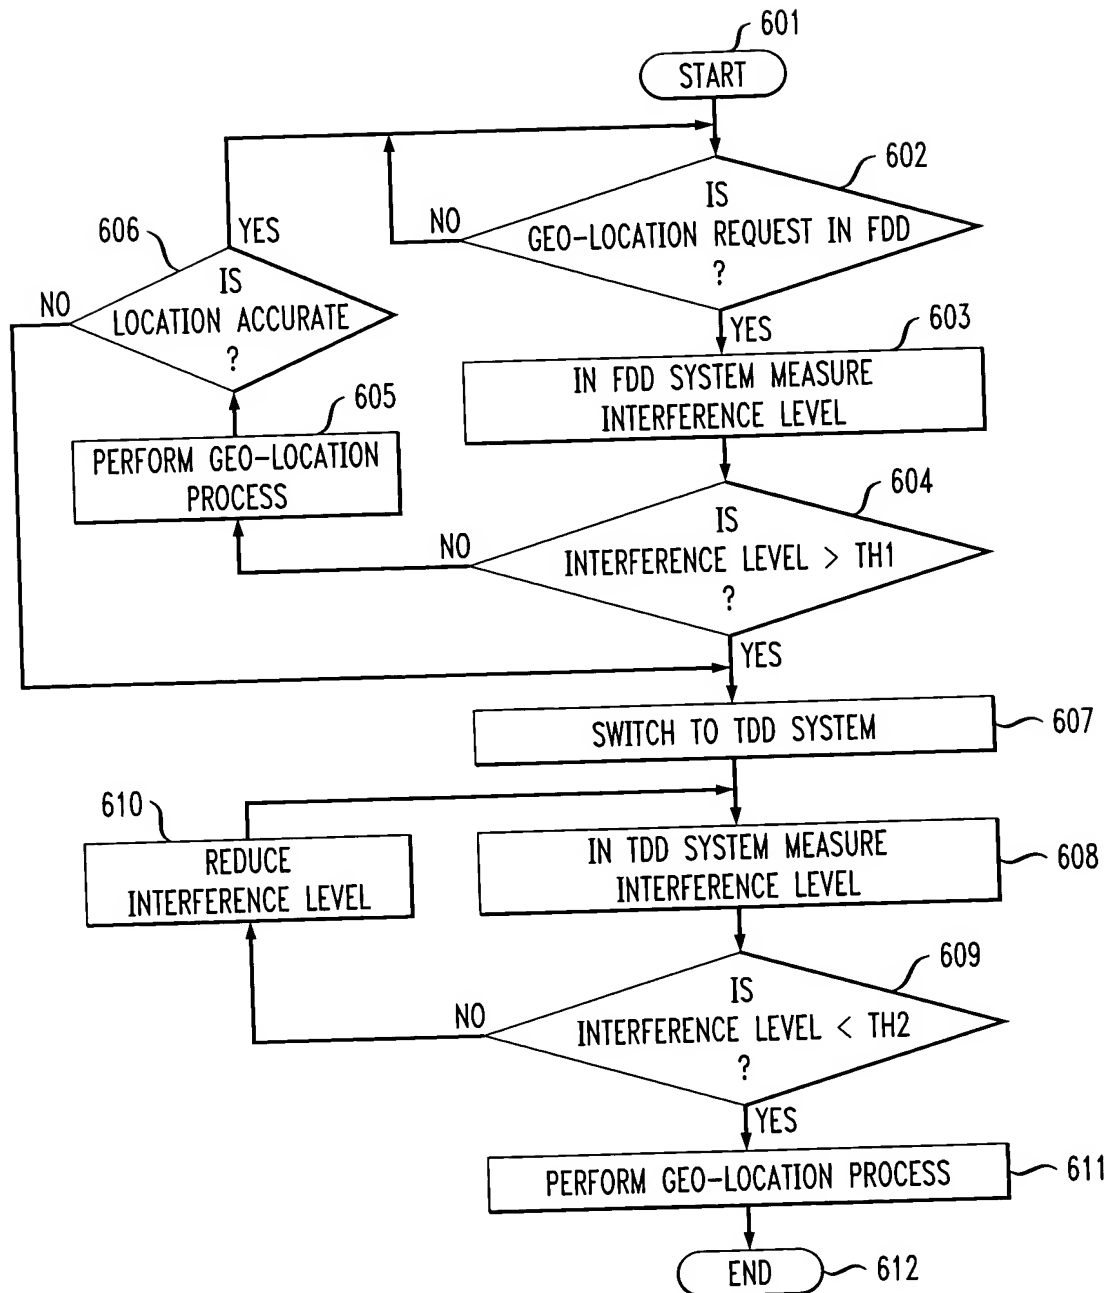 601
START
602
IS
GEO-LOCATION REQUEST IN FDD
?
NO
YES
606
YES
NO
IS
LOCATION ACCURATE
?
603
IN FDD SYSTEM MEASURE
INTERFERENCE LEVEL
605
PERFORM GEO-LOCATION
PROCESS
604
IS
INTERFERENCE LEVEL > TH1
?
NO
YES
SWITCH TO TDD SYSTEM
607
610
REDUCE
INTERFERENCE LEVEL
IN TDD SYSTEM MEASURE
INTERFERENCE LEVEL
608
609
IS
INTERFERENCE LEVEL < TH2
?
NO
YES
PERFORM GEO-LOCATION PROCESS
611
END
612